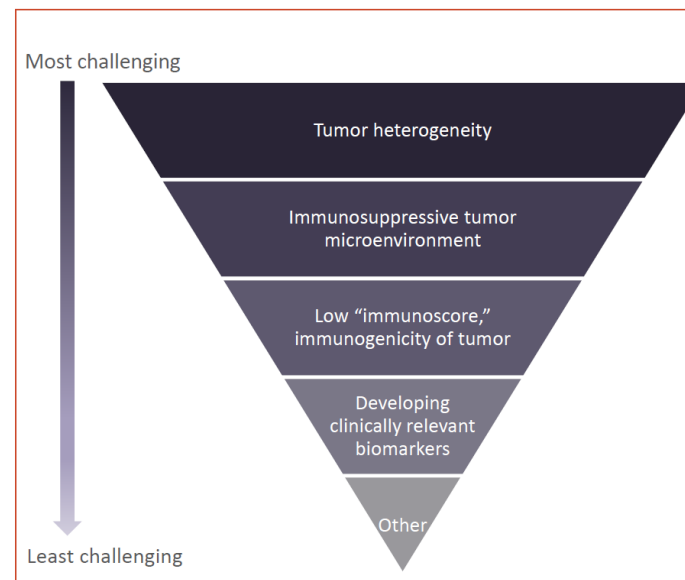 Most challenging
Tumor heterogeneity
Immunosuppressive tumor
microenvironment
Low “immunoscore,”
immunogenicity of tumor
Developing
clinically relevant
biomarkers
Other
Least challenging